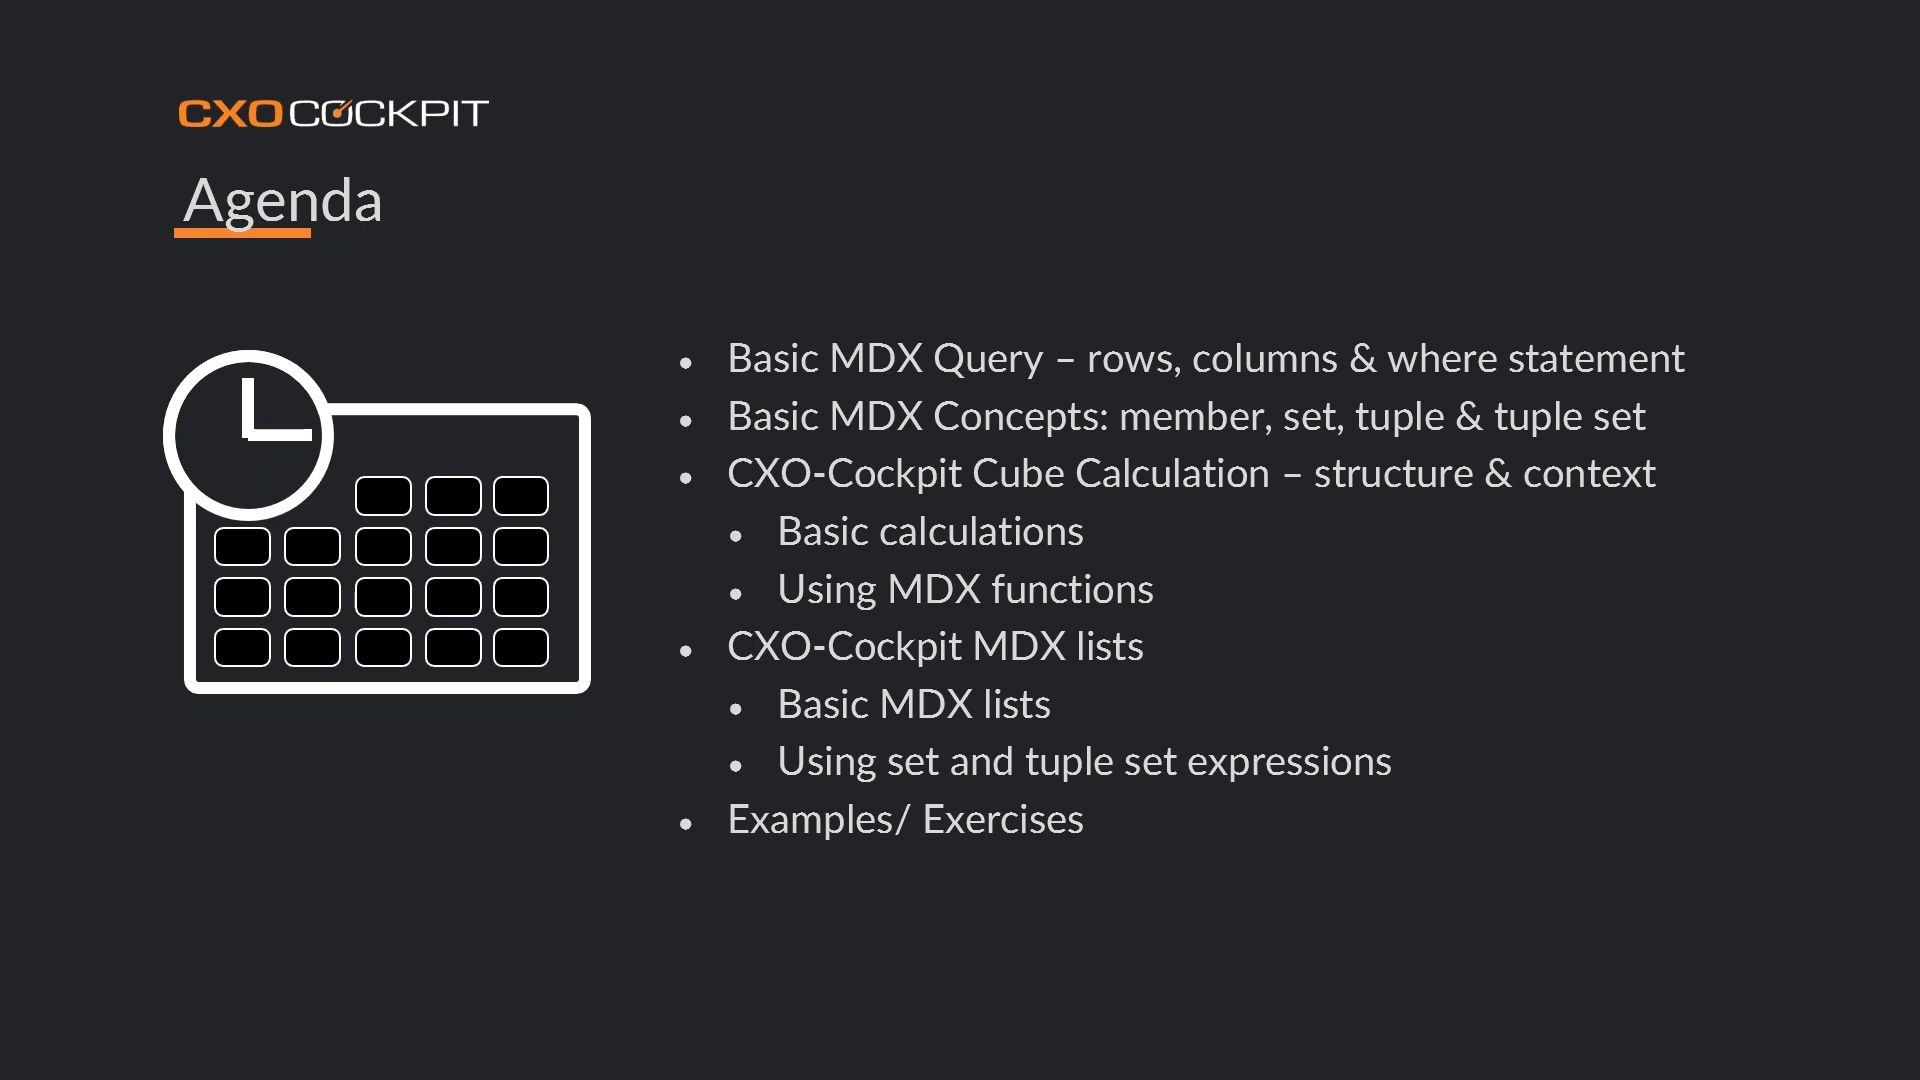 CXOCOCKPIT
Agenda
• Basic MDX Query – rows, columns & where statement
• Basic MDX Concepts: member, set, tuple & tuple set
• CXO-Cockpit Cube Calculation – structure & context
• Basic calculations
• Using MDX functions
• CXO-Cockpit MDX lists
• Basic MDX lists
• Using set and tuple set expressions
• Examples/ Exercises